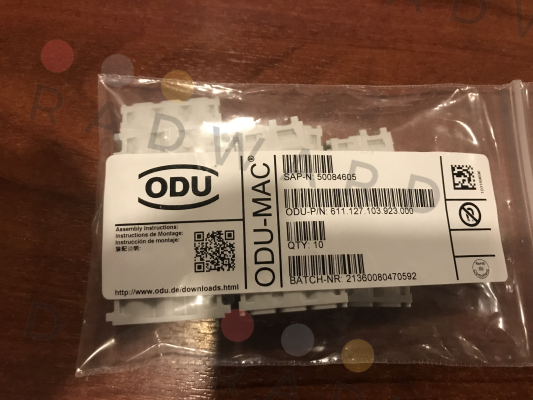 RADWARD
ODU
Assembly Instructions:
Instructions de Montage:
Instrucción de montaje:
http://www.odu.de/downloads.html
ODU-MAC®
SAP-N: 50084605
ODU-P/N: 611.127.103.923.000
QTY: 10
BATCH-NR: 21360080470592